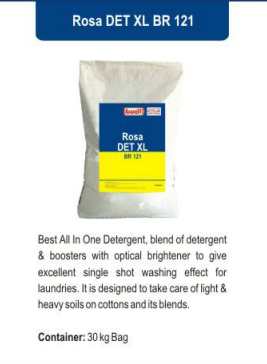 Rosa DET XL BR 121
Rosa
DET XL
BR 121
Best All In One Detergent, blend of detergent
& boosters with optical brightener to give
excellent single shot washing effect for
laundries. It is designed to take care of light &
heavy soils on cottons and its blends.
Container: 30 kg Bag